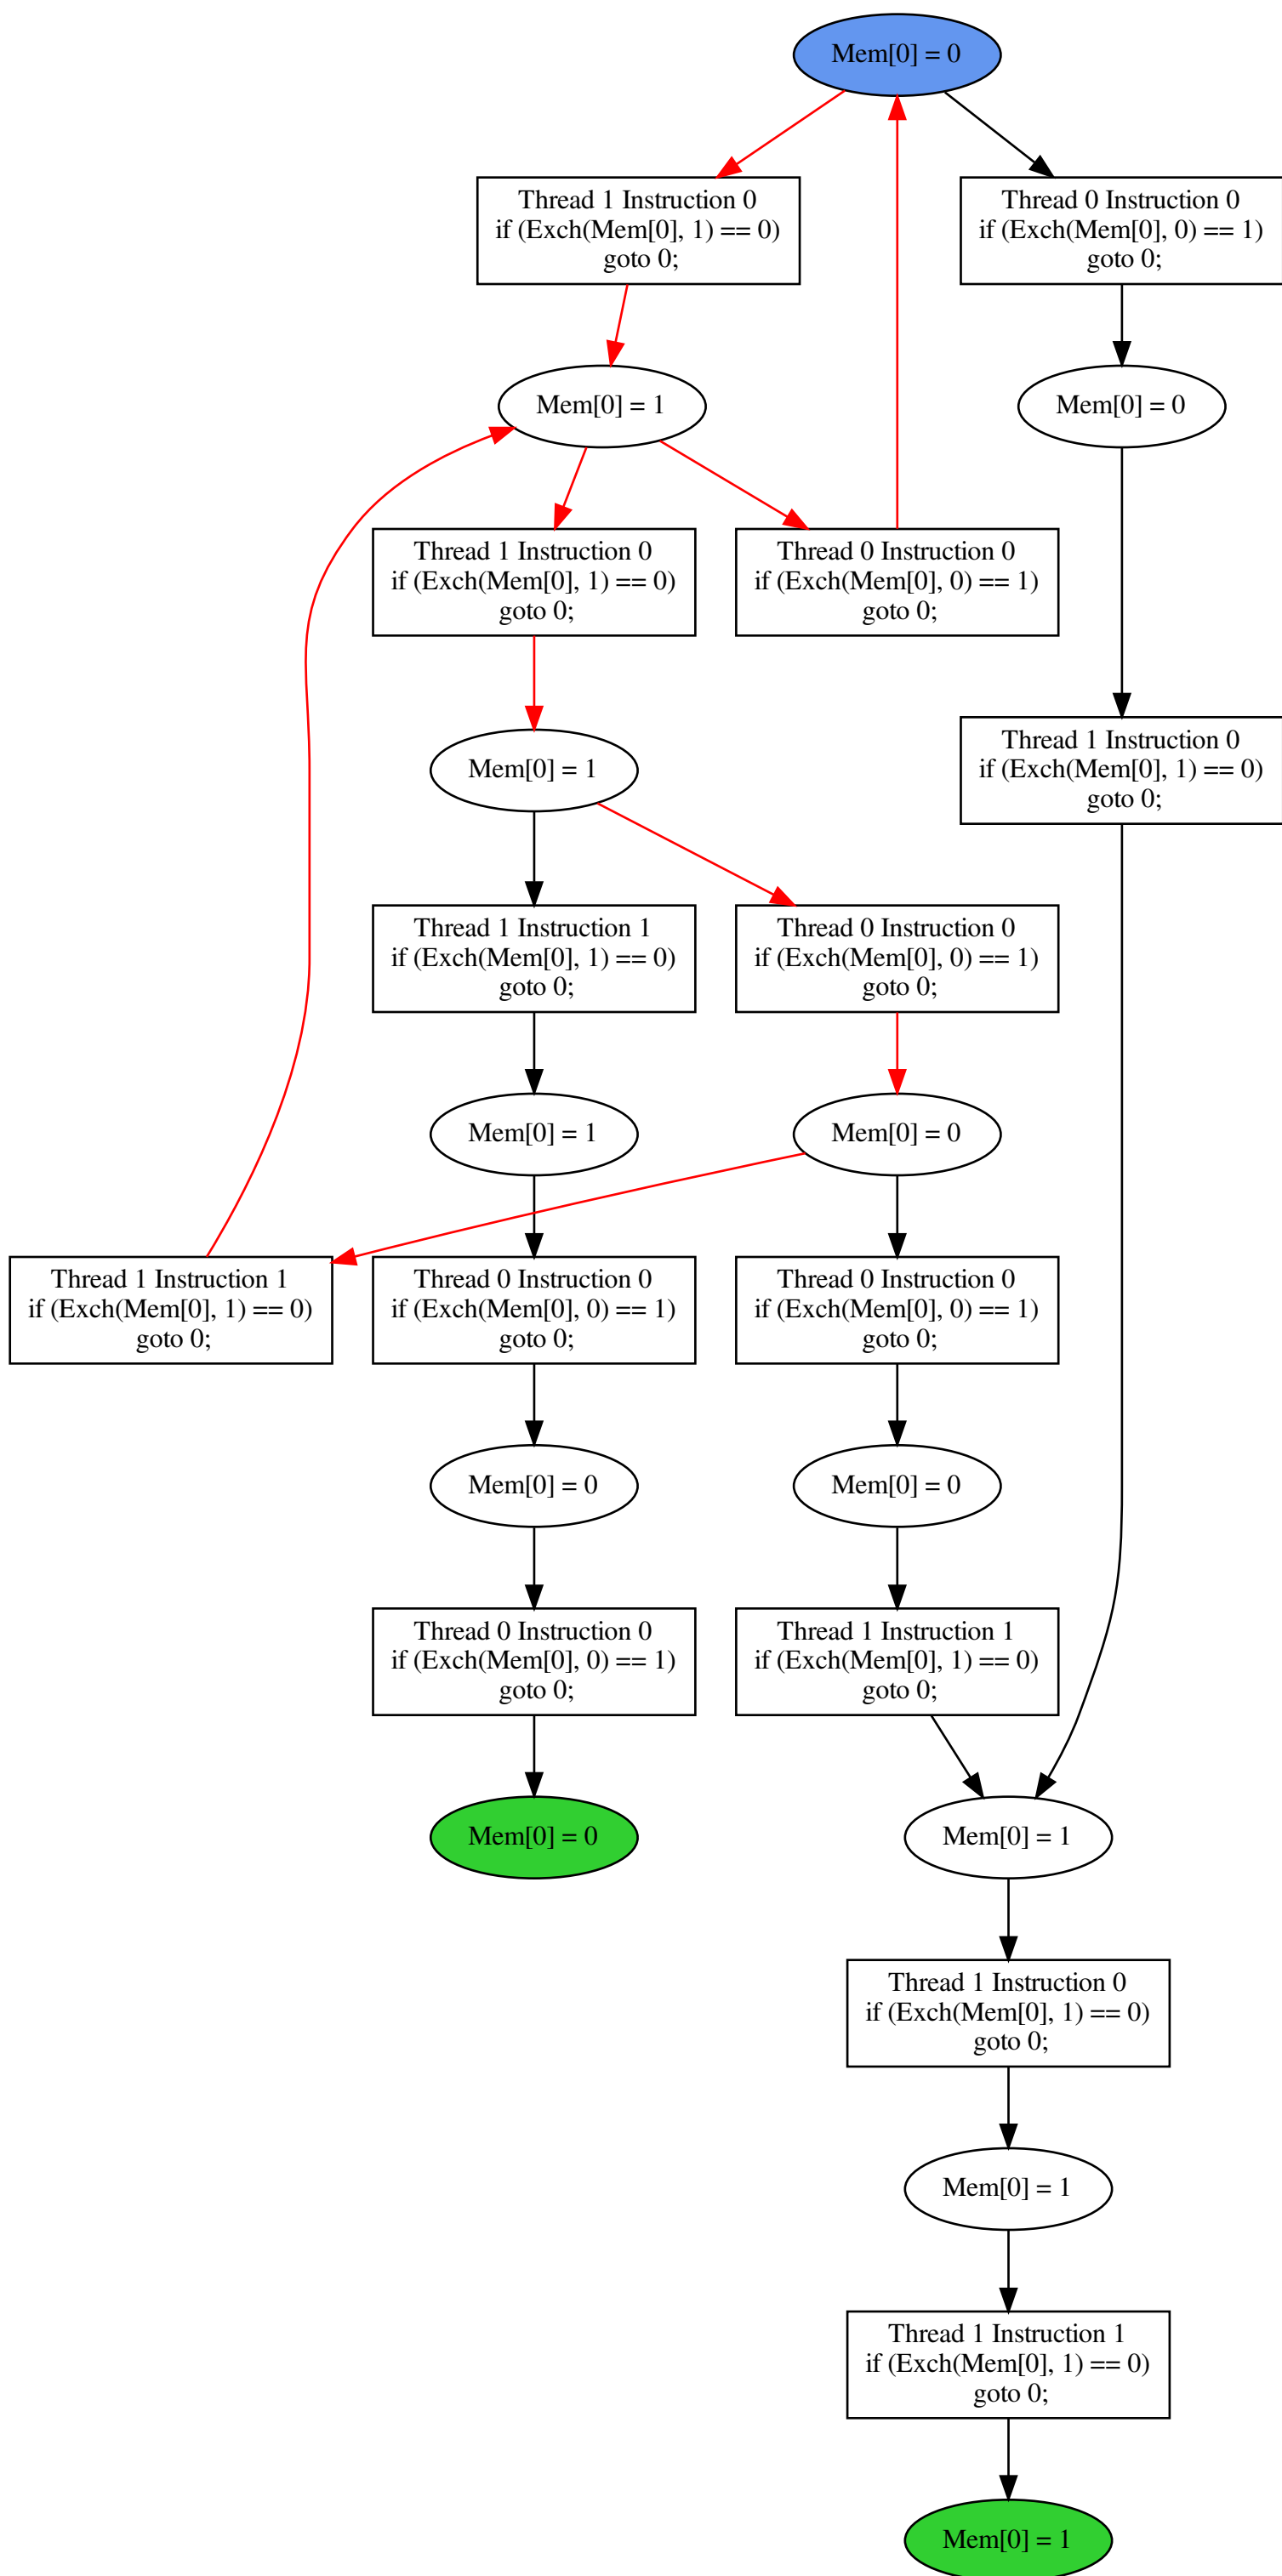 Mem[0] = 0
Thread 1 Instruction 0
if (Exch(Mem[0], 1) == 0)
goto 0;
Thread 0 Instruction 0
if (Exch(Mem[0], 0) == 1)
goto 0;
Mem[0] = 1
Mem[0] = 0
Thread 1 Instruction 0
if (Exch(Mem[0], 1) == 0)
goto 0;
Thread 0 Instruction 0
if (Exch(Mem[0], 0) == 1)
goto 0;
Thread 1 Instruction 0
if (Exch(Mem[0], 1) == 0)
goto 0;
Mem[0] = 1
Thread 1 Instruction 1
if (Exch(Mem[0], 1) == 0)
goto 0;
Thread 0 Instruction 0
if (Exch(Mem[0], 0) == 1)
goto 0;
Mem[0] = 1
Mem[0] = 0
Thread 1 Instruction 1
if (Exch(Mem[0], 1) == 0)
goto 0;
Thread 0 Instruction 0
if (Exch(Mem[0], 0) == 1)
goto 0;
Thread 0 Instruction 0
if (Exch(Mem[0], 0) == 1)
goto 0;
Mem[0] = 0
Mem[0] = 0
Thread 0 Instruction 0
if (Exch(Mem[0], 0) == 1)
goto 0;
Thread 1 Instruction 1
if (Exch(Mem[0], 1) == 0)
goto 0;
Mem[0] = 0
Mem[0] = 1
Thread 1 Instruction 0
if (Exch(Mem[0], 1) == 0)
goto 0;
Mem[0] = 1
Thread 1 Instruction 1
if (Exch(Mem[0], 1) == 0)
goto 0;
Mem[0] = 1